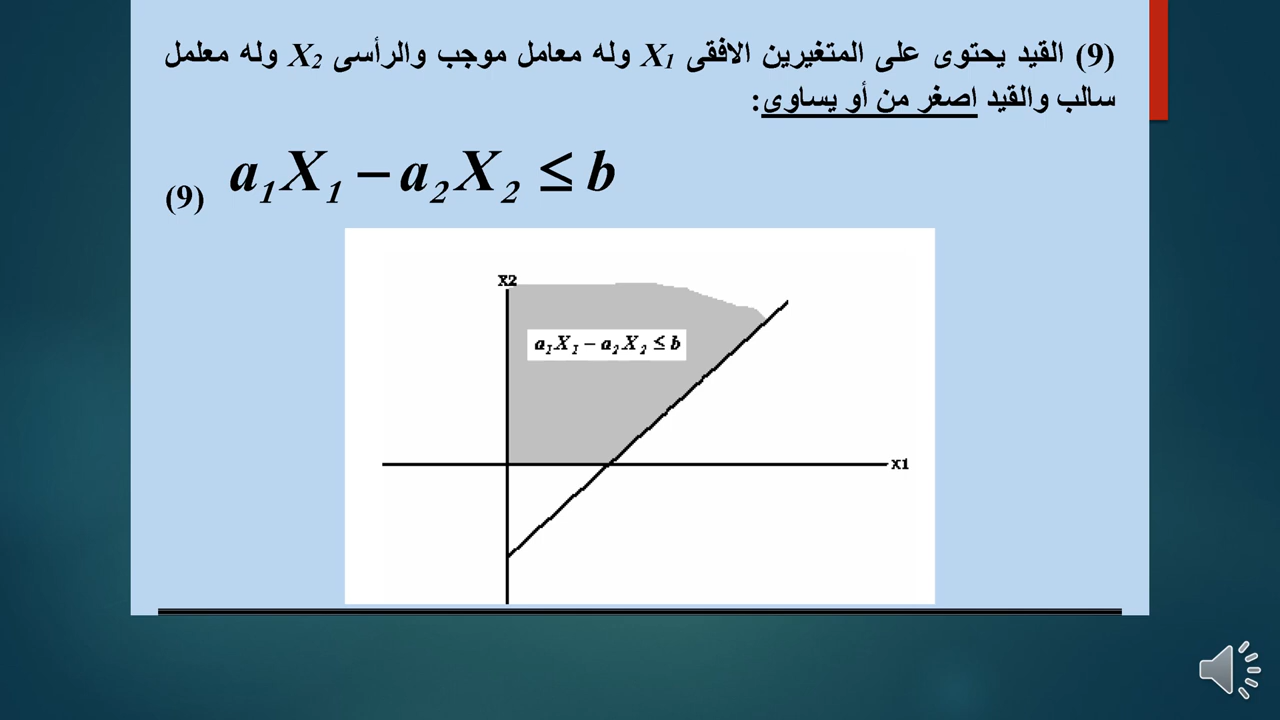 (9) القيد يحتوى على المتغيرين الافقى X1 وله معامل موجب والرأسى X2 وله معلمل
سالب والقيد اصغر من أو يساوى:
(9) a1X1 – a2X2 ≤ b
X2
a1X1 – a2X2 ≤ b
X1